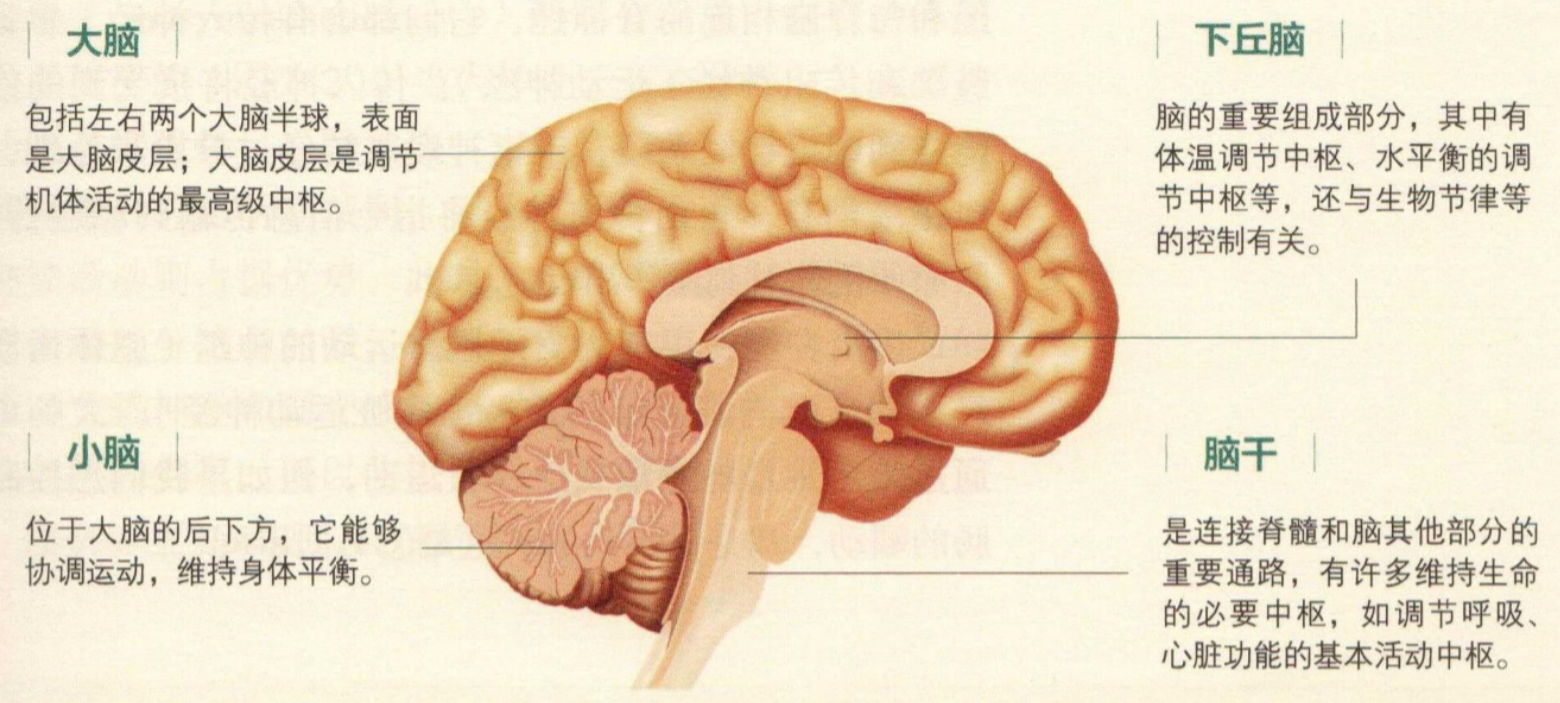 大脑
包括左右两个大脑半球，表面
是大脑皮层；大脑皮层是调节
机体活动的最高级中枢。
下丘脑
脑的重要组成部分，其中有
体温调节中枢、水平衡的调
节中枢等，还与生物节律等
的控制有关。
小脑
位于大脑的后下方，它能够
协调运动，维持身体平衡。
脑干
是连接脊髓和脑其他部分的
重要通路，有许多维持生命
的必要中枢，如调节呼吸、
心脏功能的基本活动中枢。